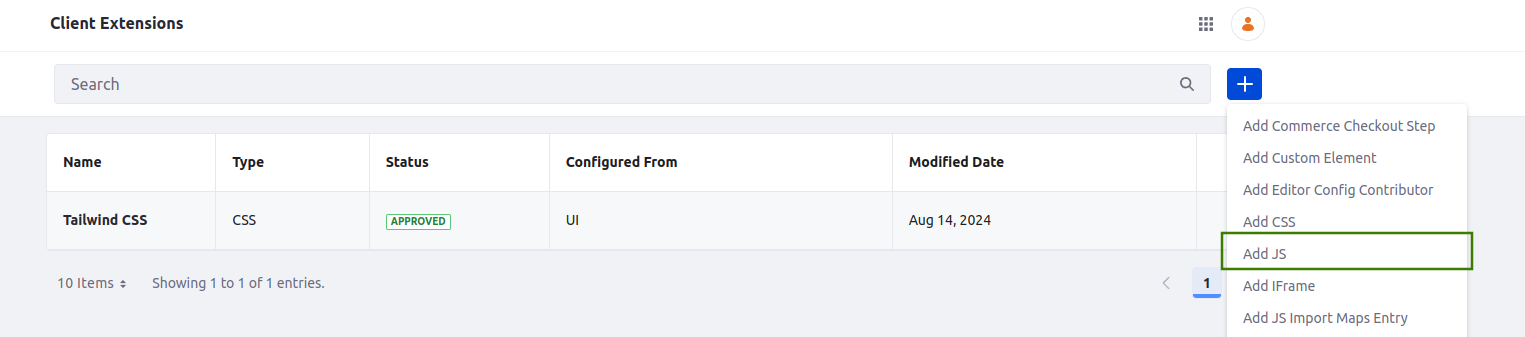 Client Extensions
Search
Add Commerce Checkout Step
Add Custom Element
Add Editor Config Contributor
Add CSS
Add JS
Add IFrame
Add JS Import Maps Entry
Name Type Status Configured From Modified Date
Tailwind CSS CSS APPROVED UI Aug 14, 2024
10 Items Showing 1 to 1 of 1 entries. 1